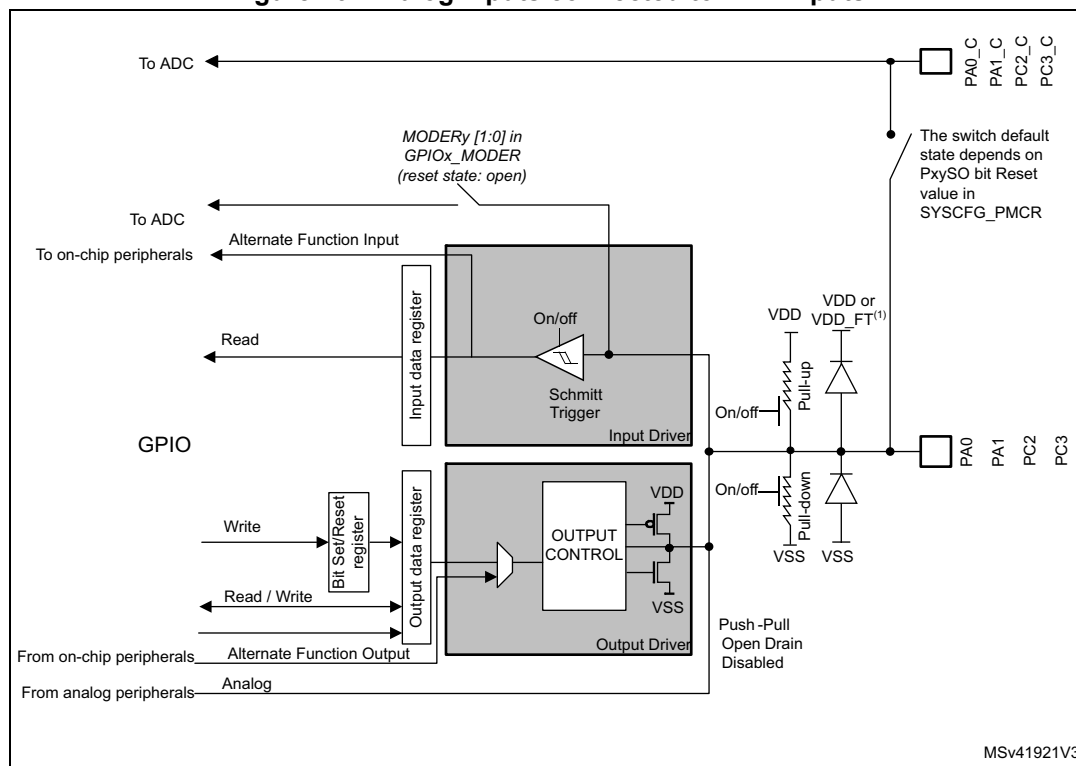 To ADC
PA0_C
PA1_C
PC2_C
PC3_C
MODERy [1:0] in
GPIOx_MODER
(reset state: open)
The switch default
state depends on
PxySO bit Reset
value in
SYSCFG_PMCR
To ADC
Alternate Function Input
To on-chip peripherals
Input data register
On/off
Read
Schmitt
Trigger
Input Driver
VDD
VDD or
VDD_FT(1)
Pull-up
On/off
GPIO
PA0
PA1
PC2
PC3
On/off
Pull-down
VSS
VSS
Write
Bit Set/Reset
register
Output data register
OUTPUT
CONTROL
VDD
VSS
Read / Write
Push -Pull
Open Drain
Disabled
Output Driver
From on-chip peripherals
Alternate Function Output
From analog peripherals
Analog
MSv41921V3